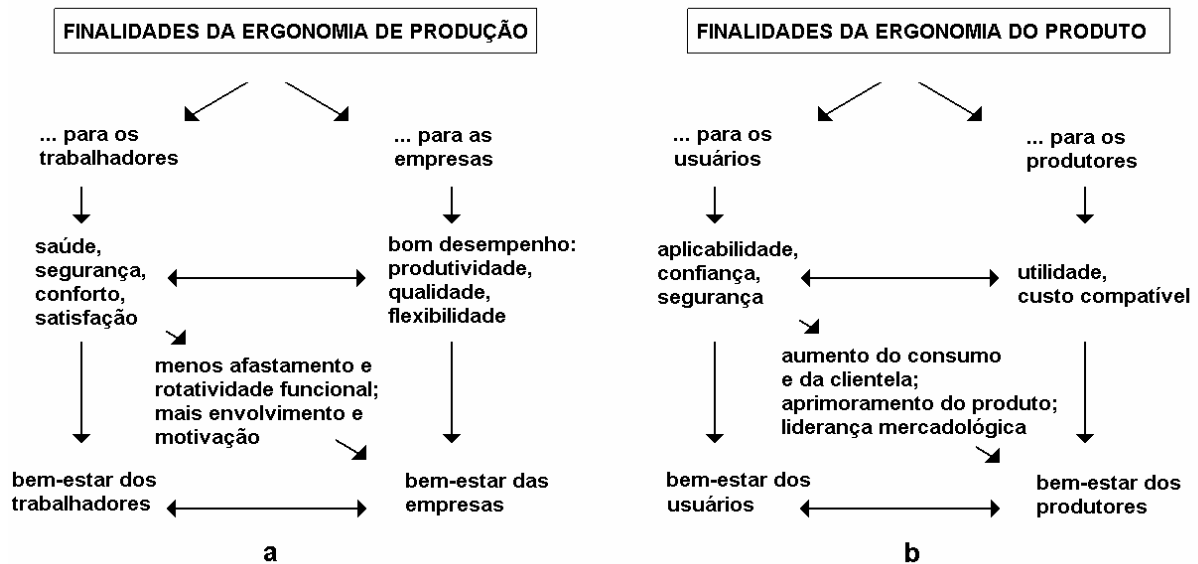 FINALIDADES DA ERGONOMIA DE PRODUÇÃO
... para os
trabalhadores
... para as
empresas
saúde,
segurança,
conforto,
satisfação
bom desempenho:
produtividade,
qualidade,
flexibilidade
menos afastamento e
rotatividade funcional;
mais envolvimento e
motivação
bem-estar dos
trabalhadores
bem-estar das
empresas
a
FINALIDADES DA ERGONOMIA DO PRODUTO
... para os
usuários
... para os
produtores
aplicabilidade,
confiança,
segurança
utilidade,
custo compatível
aumento do consumo
e da clientela;
aprimoramento do produto;
liderança mercadológica
bem-estar dos
usuários
bem-estar dos
produtores
b